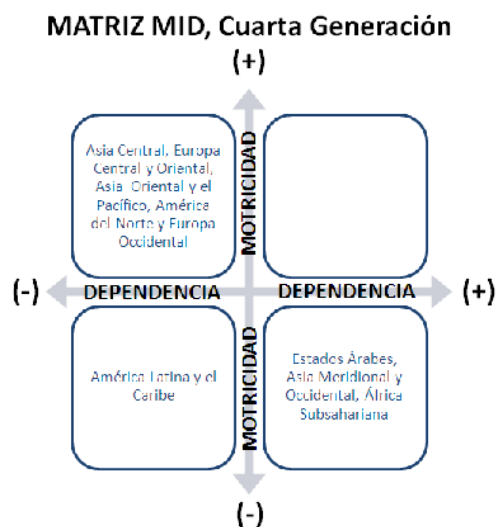 MATRIZ MID, Cuarta Generación
(+)
Asia Central, Europa
Central y Oriental,
Asia Oriental y el
Pacífico, América
del Norte y Europa
Occidental
MOTRICIDAD
(-)
DEPENDENCIA
DEPENDENCIA
(+)
América Latina y el
Caribe
MOTRICIDAD
Estados Árabes,
Asia Meridional y
Occidental, África
Subsahariana
(-)